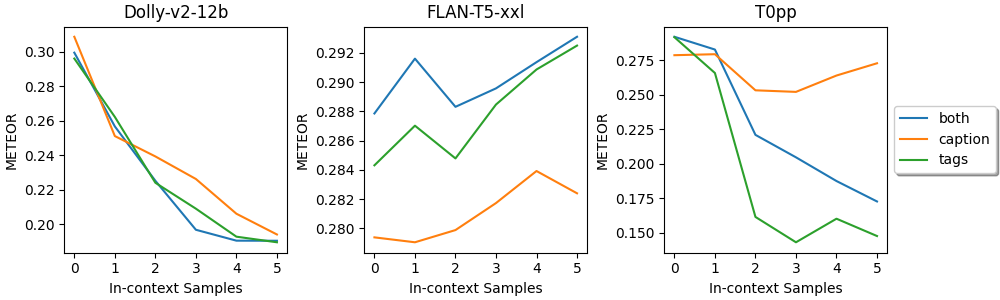 Dolly-v2-12b
METEOR
0.30
0.28
0.26
0.24
0.22
0.20
0 1 2 3 4 5
In-context Samples
FLAN-T5-xxl
METEOR
0.292
0.290
0.288
0.286
0.284
0.282
0.280
0 1 2 3 4 5
In-context Samples
T0pp
METEOR
0.275
0.250
0.225
0.200
0.175
0.150
0 1 2 3 4 5
In-context Samples
both
caption
tags